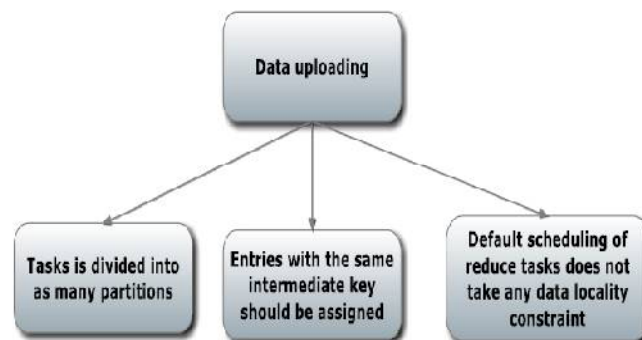 Data uploading
Tasks is divided into
as many partitions
Entries with the same
intermediate key
should be assigned
Default scheduling of
reduce tasks does not
take any data locality
constraint